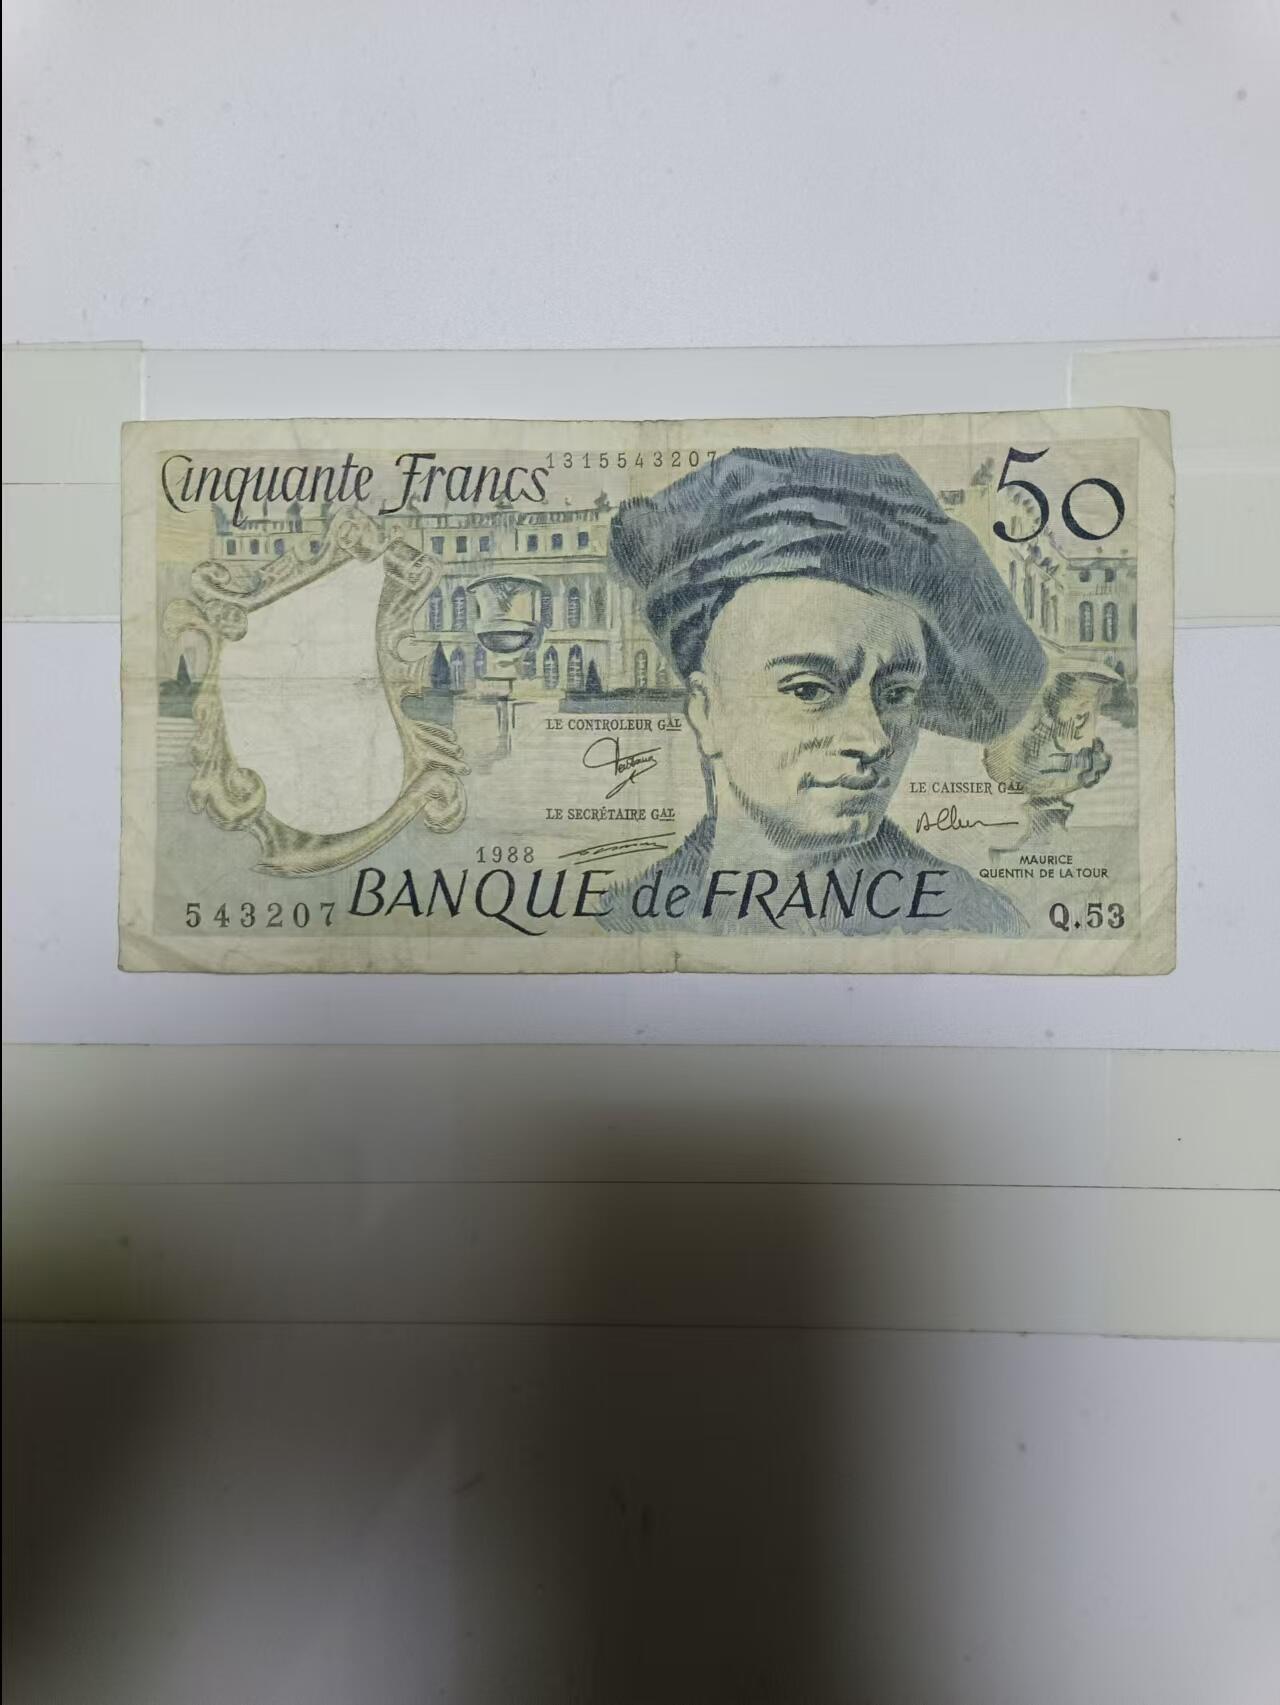 Cinquante Francs
1315543207
50
LE CONTROLEUR GAL
LE SECRÉTAIRE GAL
LE CAISSIER GAL
1988
MAURICE
QUENTIN DE LA TOUR
543207
BANQUE de FRANCE
Q.53